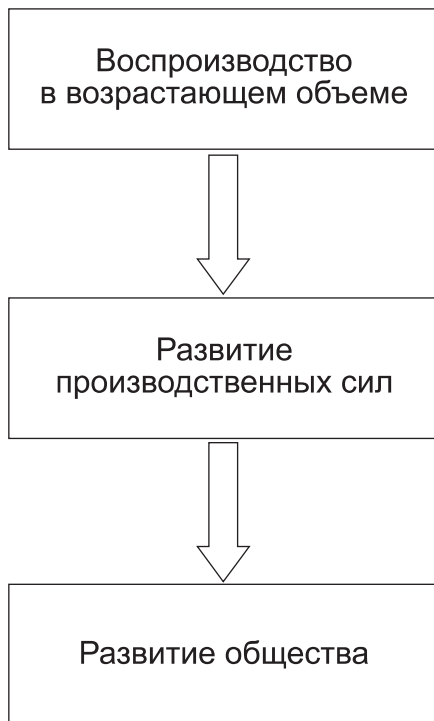 Воспроизводство
в возрастающем объеме
Развитие
производственных сил
Развитие общества